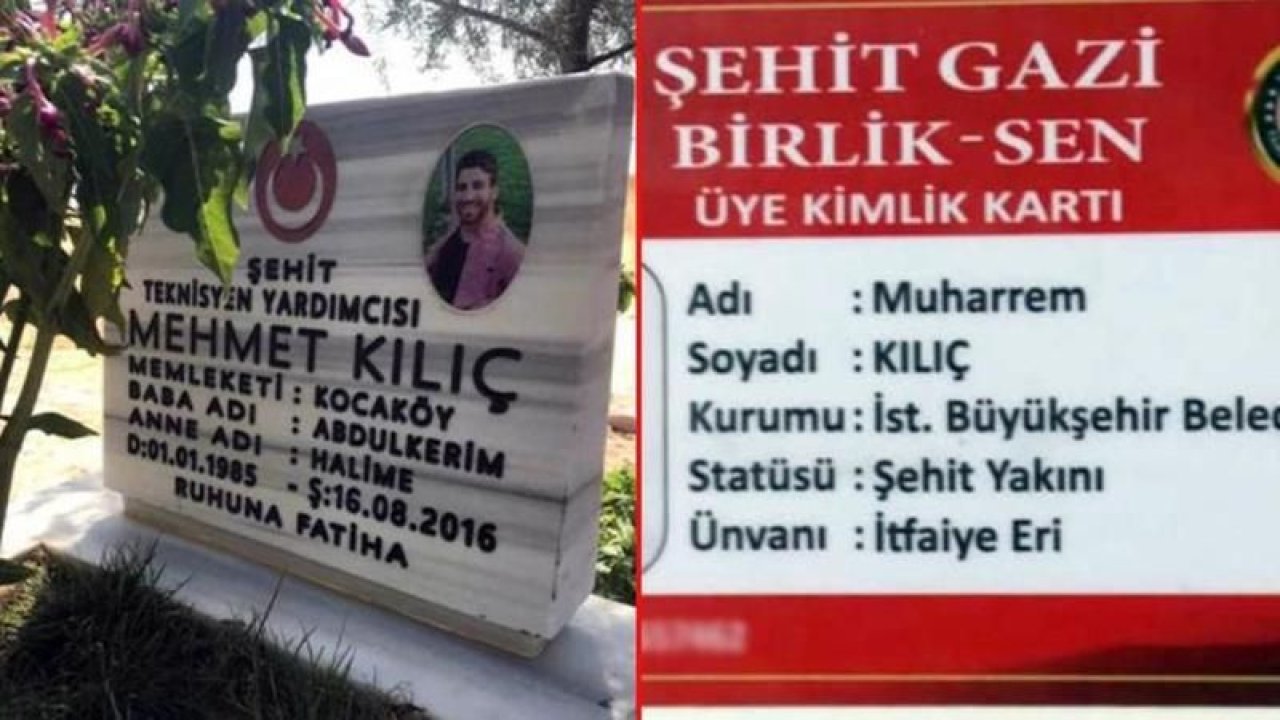 ŞEHİT
TEKNİSYEN YARDIMCISI
MEHMET KILIÇ
MEMLEKETİ : KOCAKÖY
BABA ADI : ABDULKERİM
ANNE ADI : HALİME
D:01.01.1985 - Ş:16.08.2016
RUHUNA FATİHA
ŞEHİT GAZİ
BİRLİK-SEN
ÜYE KİMLİK KARTI
Adı : Muharrem
Soyadı : KILIÇ
Kurumu : İst. Büyükşehir Beled
Statüsü : Şehit Yakını
Ünvanı : İtfaiye Eri